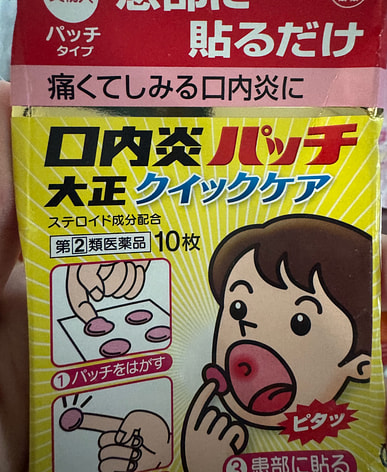 パッチ
タイプ
患部に
貼るだけ
痛くてしみる口内炎に
口内炎パッチ
大正クイックケア
ステロイド成分配合
第②類医薬品 10枚
①パッチをはがす
ピタッ
③患部に貼る